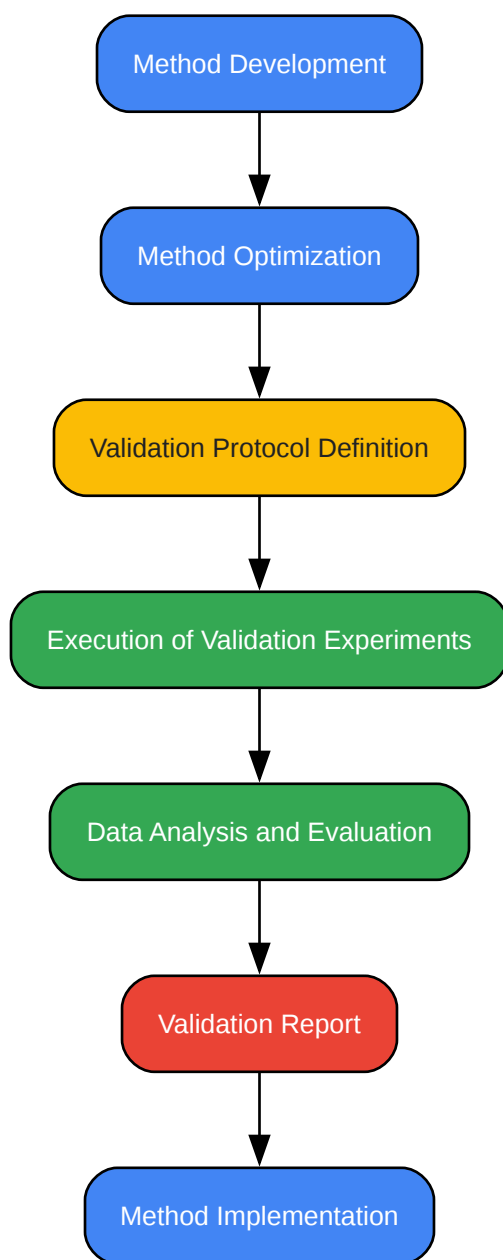 Method Development
Method Optimization
Validation Protocol Definition
Execution of Validation Experiments
Data Analysis and Evaluation
Validation Report
Method Implementation